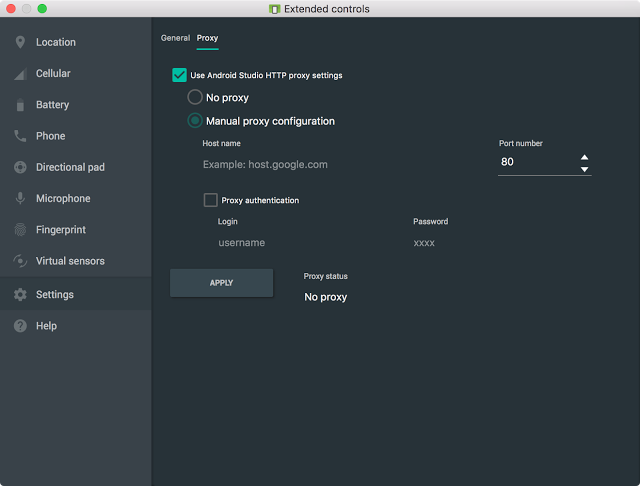 Extended controls
Location
Cellular
Battery
Phone
Directional pad
Microphone
Fingerprint
Virtual sensors
Settings
Help
General Proxy
Use Android Studio HTTP proxy settings
No proxy
Manual proxy configuration
Host name Port number
Example: host.google.com 80
Proxy authentication
Login Password
username xxxx
APPLY Proxy status
No proxy